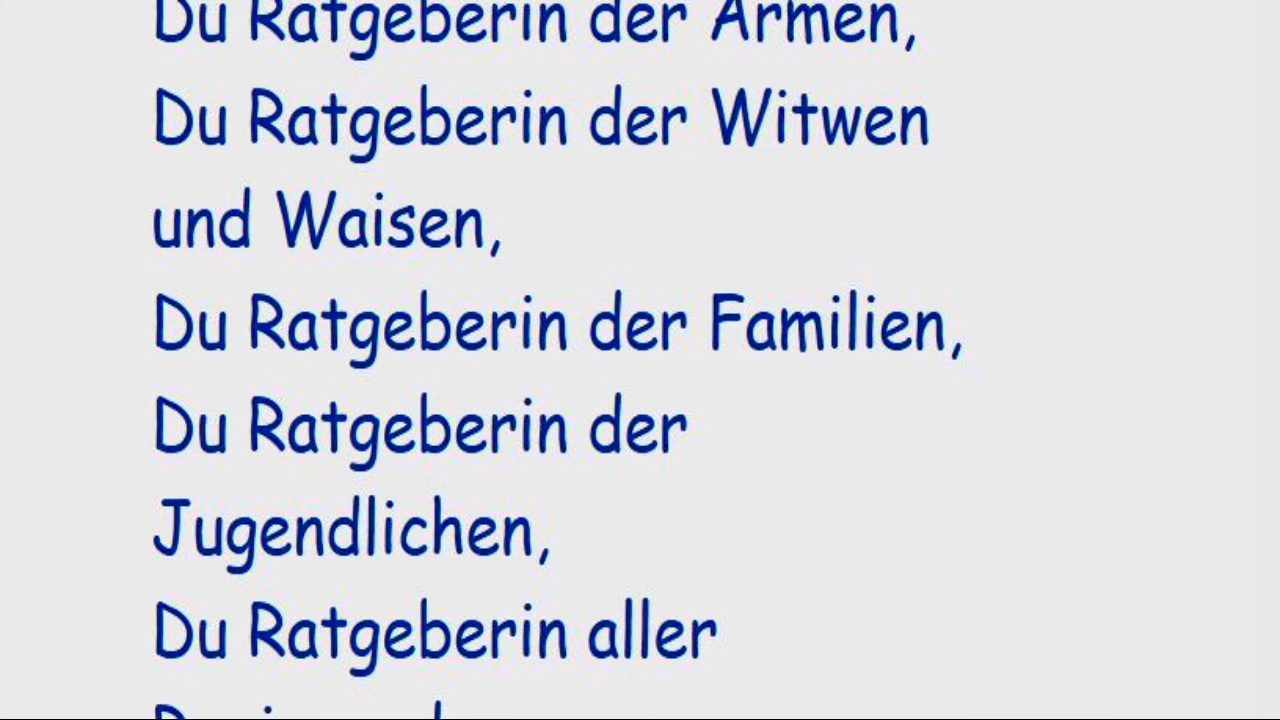 Du Ratgeberin der Armen,
Du Ratgeberin der Witwen
und Waisen,
Du Ratgeberin der Familien,
Du Ratgeberin der
Jugendlichen,
Du Ratgeberin aller